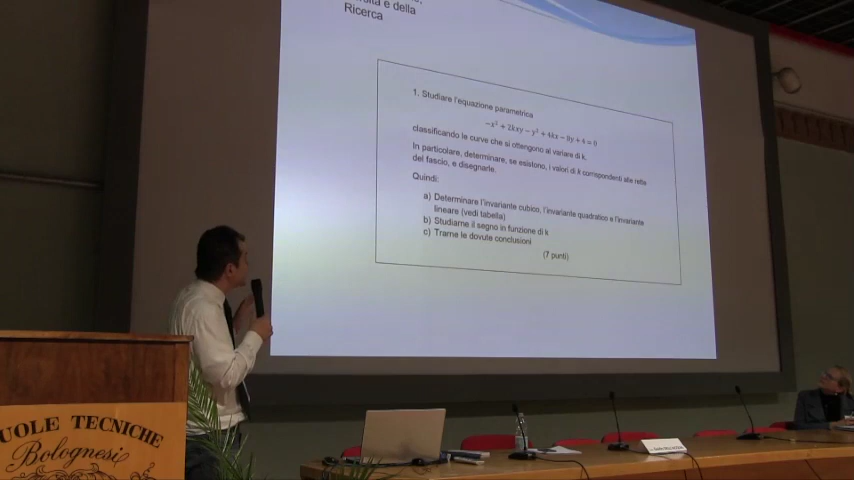 e della
Ricerca
1. Studiare l'equazione parametrica
classificando le curve che si ottengono al variare di k.
In particolare, determinare, se esistono, i valori di k corrispondenti alle rette
del fascio, e disegnarle.
Quindi:
a) Determinare l'invariante cubico, l'invariante quadratico e l'invariante
lineare (vedi tabella)
b) Studiarne il segno in funzione di k
c) Trarne le dovute conclusioni
(7 punti)
UOLE TECNICHE
Bolognesi